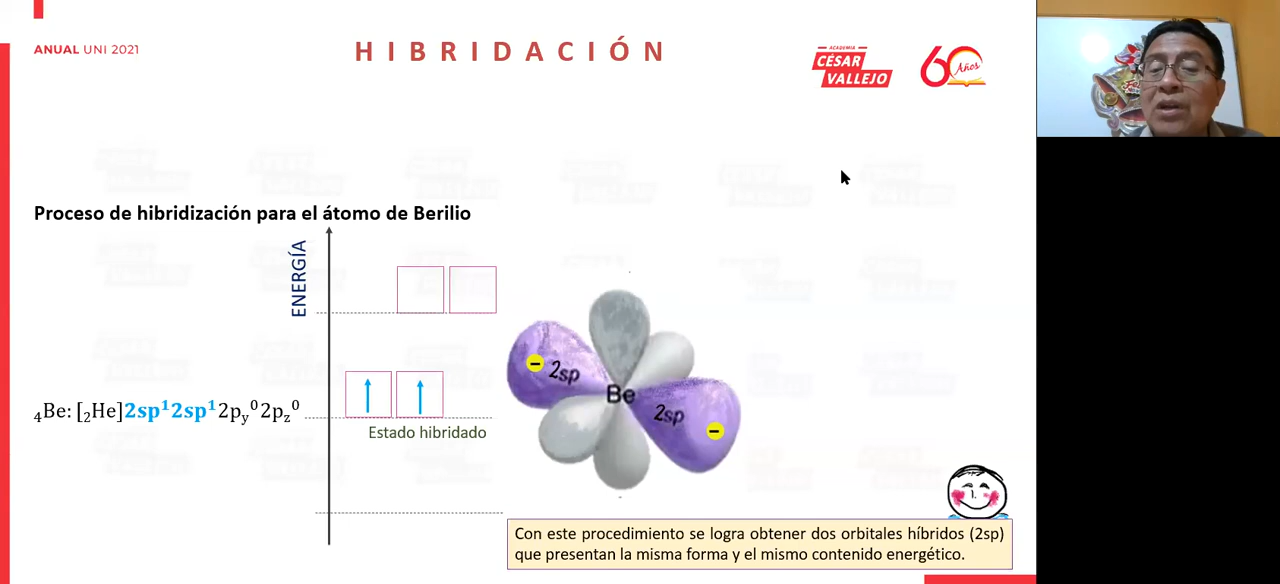 ANUAL UNI 2021
HIBRIDACIÓN
ACADEMIA
CÉSAR
VALLEJO
60
Años
Proceso de hibridización para el átomo de Berilio
ENERGÍA
₄Be: [₂He]2sp¹2sp¹2p_y⁰2p_z⁰
Estado hibridado
2sp
Be
2sp
Con este procedimiento se logra obtener dos orbitales híbridos (2sp)
que presentan la misma forma y el mismo contenido energético.